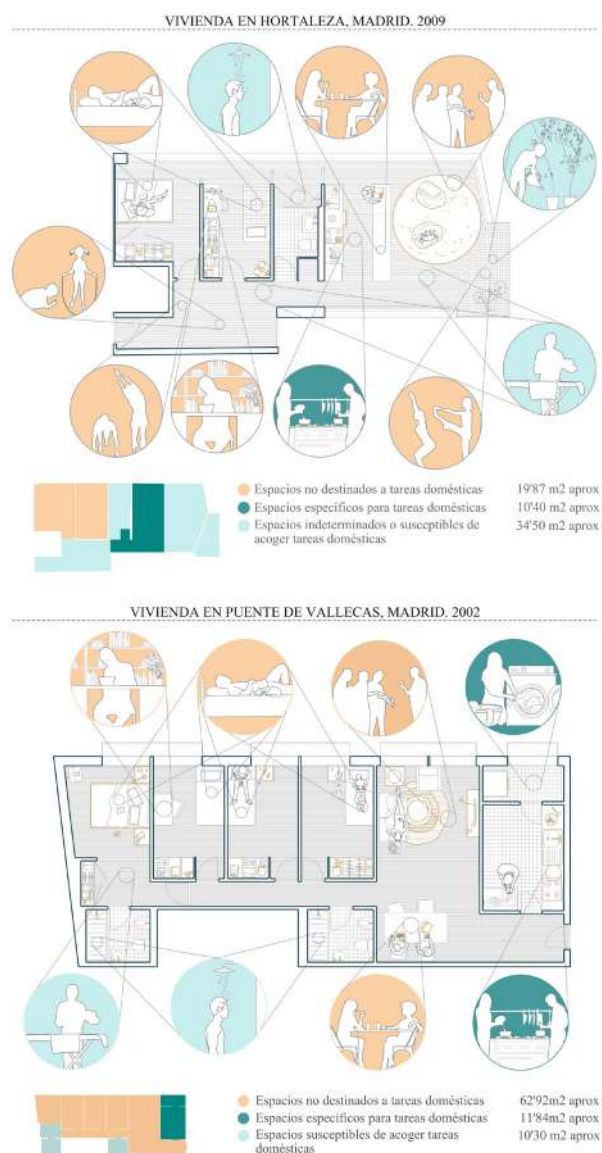 VIVIENDA EN HORTALEZA, MADRID. 2009
Espacios no destinados a tareas domésticas 19'87 m2 aprox
Espacios específicos para tareas domésticas 10'40 m2 aprox
Espacios indeterminados o susceptibles de 34'50 m2 aprox
acoger tareas domésticas
VIVIENDA EN PUENTE DE VALLECAS, MADRID. 2002
Espacios no destinados a tareas domésticas 62'92m2 aprox
Espacios específicos para tareas domésticas 11'84m2 aprox
Espacios susceptibles de acoger tareas 10'30 m2 aprox
domésticas